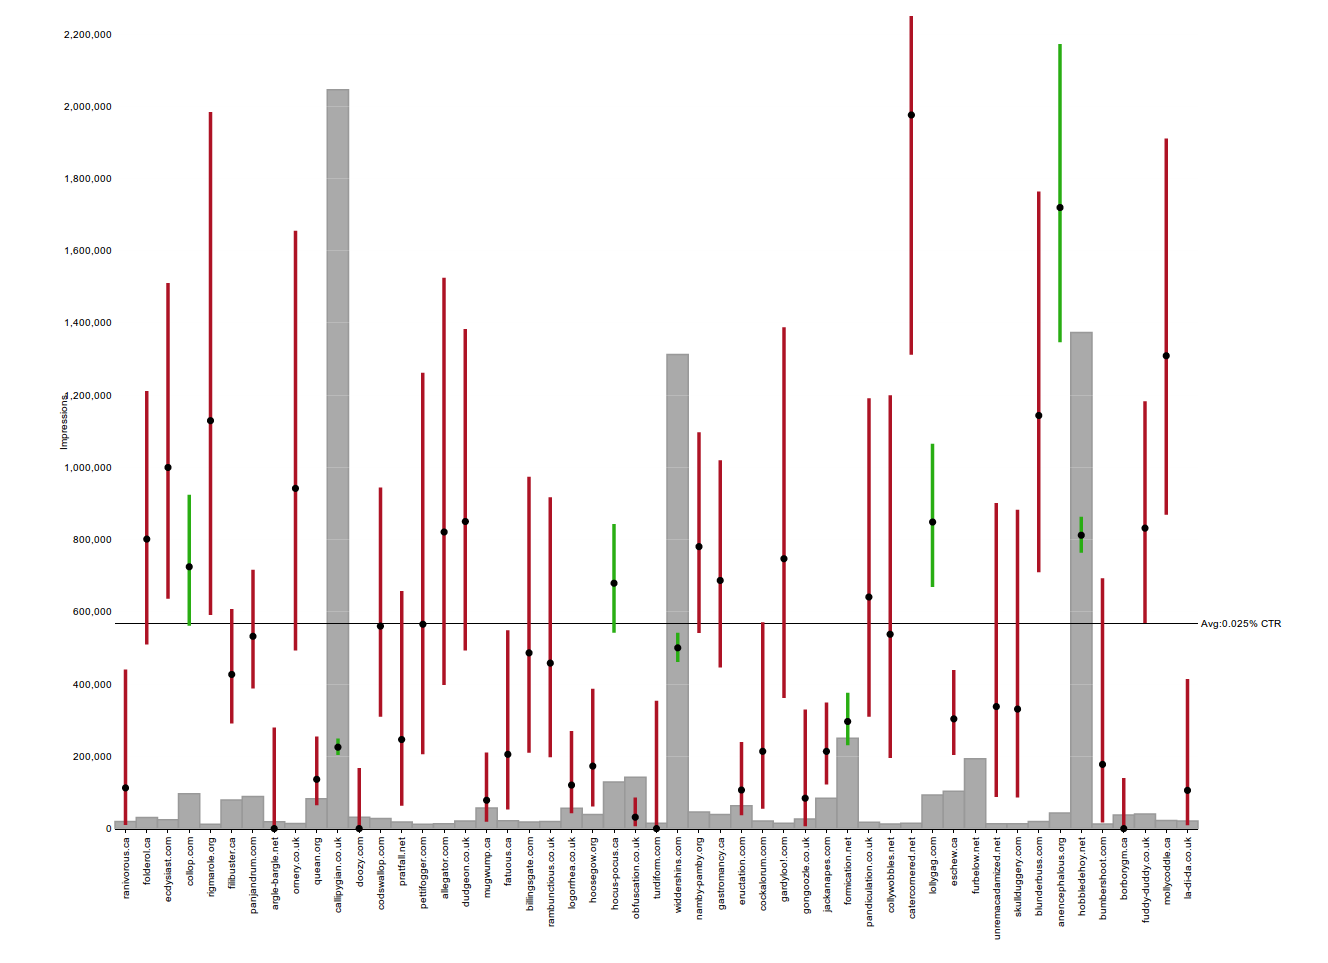 2,200,000
2,000,000
1,800,000
1,600,000
1,400,000
1,200,000
1,000,000
800,000
600,000
400,000
200,000
0
Impressions
Avg:0.025% CTR
ranivorous.ca
folderol.ca
ecdysiast.com
collop.com
rigmarole.org
filibuster.ca
panjandrum.com
argle-bargle.net
ornery.co.uk
quean.org
callipygian.co.uk
doozy.com
codswallop.com
pratfall.net
pettifogger.com
allegator.com
dudgeon.co.uk
mugwump.ca
fatuous.ca
billingsgate.com
rambunctious.co.uk
logorrhea.co.uk
hoosegow.org
hocus-pocus.ca
obfuscation.co.uk
turdiform.com
widdershins.com
namby-pamby.org
gastromancy.ca
eructation.com
cockalorum.com
gardyloo!.com
gongoozle.co.uk
jackanapes.com
formication.net
pandiculation.co.uk
collywobbles.net
catercornered.net
lollygag.com
eschew.ca
furbelow.net
unremacadamized.net
skullduggery.com
blunderbuss.com
anencephalous.org
hobbledehoy.net
bumbershoot.com
borborygm.ca
fuddy-duddy.co.uk
mollycoddle.ca
la-di-da.co.uk